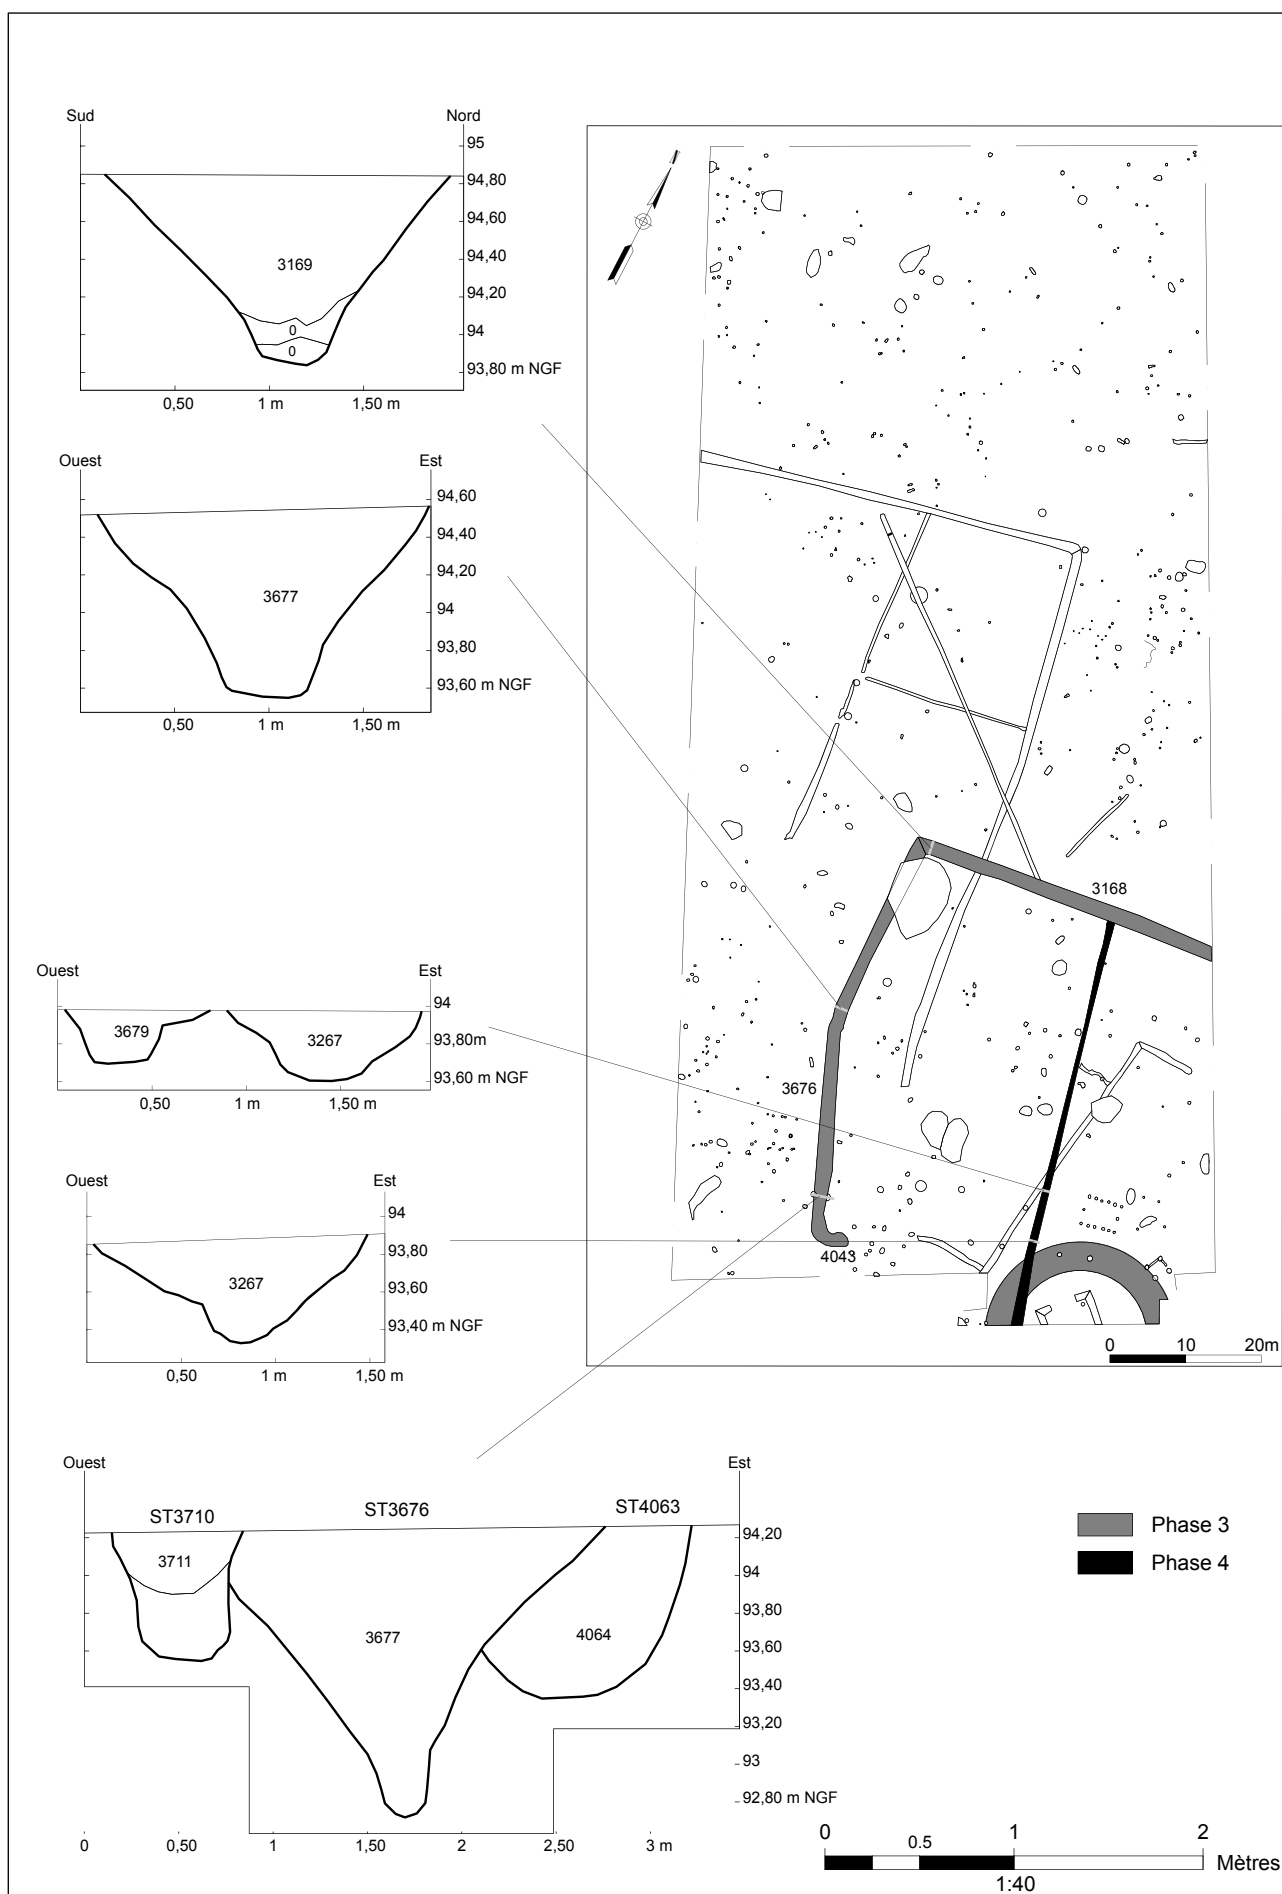 Sud Nord
95
94,80
94,60
94,40
94,20
94
93,80 m NGF
3169
0
0
0,50 1 m 1,50 m
Ouest Est
94,60
94,40
94,20
94
93,80
93,60 m NGF
3677
0,50 1 m 1,50 m
Ouest Est
94
93,80m
93,60 m NGF
3679 3267
0,50 1 m 1,50 m
Ouest Est
94
93,80
93,60
93,40 m NGF
3267
0,50 1 m 1,50 m
Ouest Est
ST3710 ST3676 ST4063
94,20
94
93,80
93,60
93,40
93,20
93
92,80 m NGF
3711
3677
4064
0 0,50 1 1,50 2 2,50 3 m
3168
3676
4043
0 10 20m
Phase 3
Phase 4
0 0.5 1 2
Mètres
1:40